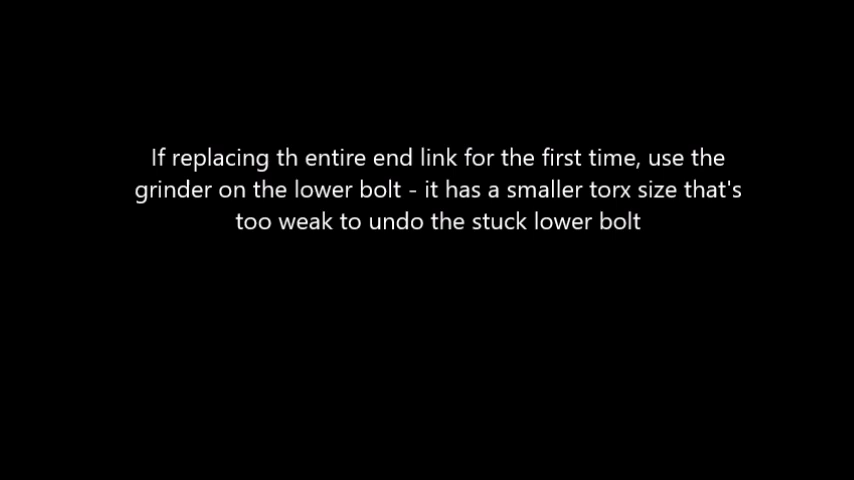 If replacing th entire end link for the first time, use the
grinder on the lower bolt - it has a smaller torx size that's
too weak to undo the stuck lower bolt